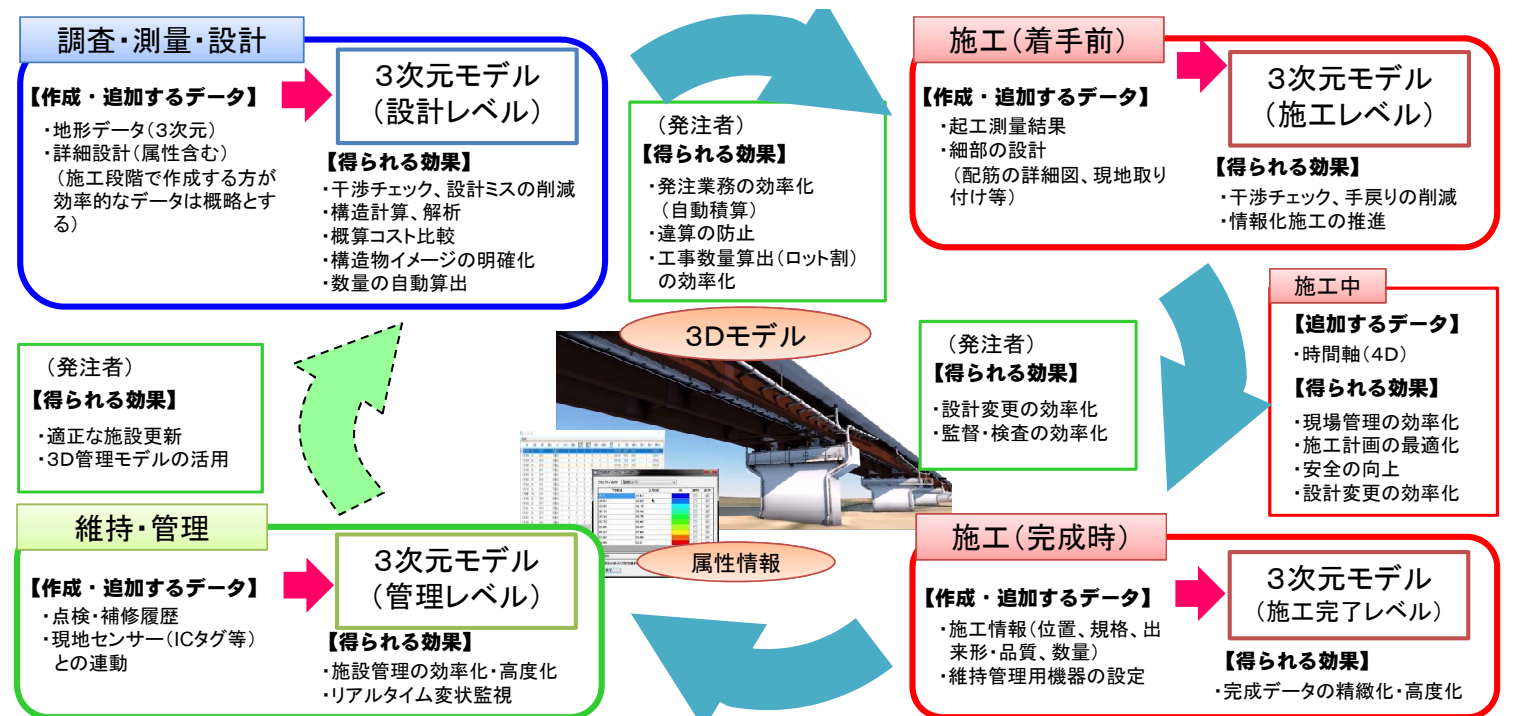 調査・測量・設計
【作成・追加するデータ】
・地形データ(3次元)
・詳細設計(属性含む)
(施工段階で作成する方が
効率的なデータは概略とす
る)
3次元モデル
(設計レベル)
【得られる効果】
・干渉チェック、設計ミスの削減
・構造計算、解析
・概算コスト比較
・構造物イメージの明確化
・数量の自動算出
(発注者)
【得られる効果】
・発注業務の効率化
(自動積算)
・違算の防止
・工事数量算出(ロット割)
の効率化
施工(着手前)
【作成・追加するデータ】
・起工測量結果
・細部の設計
(配筋の詳細図、現地取り
付け等)
3次元モデル
(施工レベル)
【得られる効果】
・干渉チェック、手戻りの削減
・情報化施工の推進
施工中
【追加するデータ】
・時間軸(4D)
【得られる効果】
・現場管理の効率化
・施工計画の最適化
・安全の向上
・設計変更の効率化
(発注者)
【得られる効果】
・設計変更の効率化
・監督・検査の効率化
3Dモデル
属性情報
(発注者)
【得られる効果】
・適正な施設更新
・3D管理モデルの活用
維持・管理
【作成・追加するデータ】
・点検・補修履歴
・現地センサー(ICタグ等)
との連動
3次元モデル
(管理レベル)
【得られる効果】
・施設管理の効率化・高度化
・リアルタイム変状監視
施工(完成時)
【作成・追加するデータ】
・施工情報(位置、規格、出
来形・品質、数量)
・維持管理用機器の設定
3次元モデル
(施工完了レベル)
【得られる効果】
・完成データの精緻化・高度化